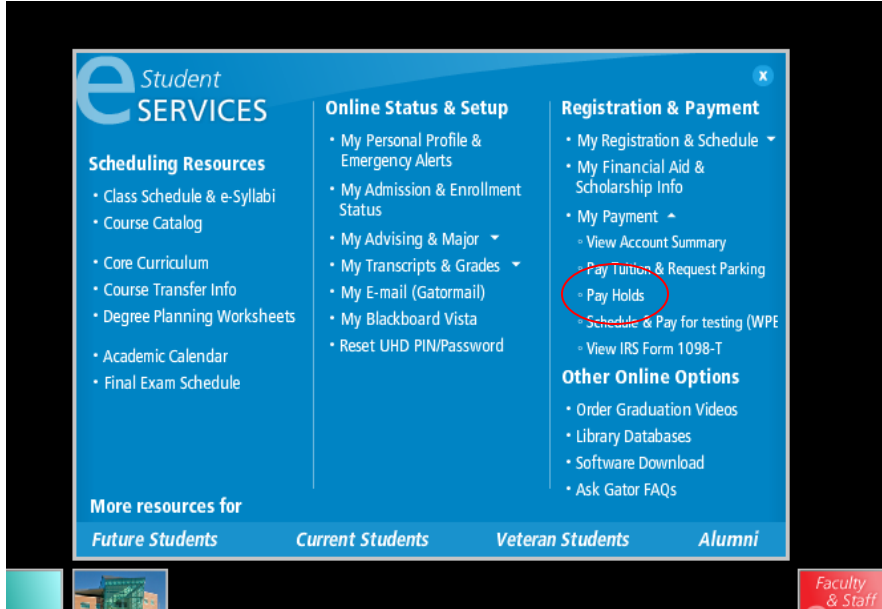 e Student
SERVICES
x
Scheduling Resources
• Class Schedule & e-Syllabi
• Course Catalog
• Core Curriculum
• Course Transfer Info
• Degree Planning Worksheets
• Academic Calendar
• Final Exam Schedule
Online Status & Setup
• My Personal Profile &
Emergency Alerts
• My Admission & Enrollment
Status
• My Advising & Major
• My Transcripts & Grades
• My E-mail (Gatormail)
• My Blackboard Vista
• Reset UHD PIN/Password
Registration & Payment
• My Registration & Schedule
• My Financial Aid &
Scholarship Info
• My Payment
◦ View Account Summary
◦ Pay Tuition & Request Parking
◦ Pay Holds
◦ Schedule & Pay for testing (WPE
◦ View IRS Form 1098-T
Other Online Options
• Order Graduation Videos
• Library Databases
• Software Download
• Ask Gator FAQs
More resources for
Future Students
Current Students
Veteran Students
Alumni
Faculty
& Staff